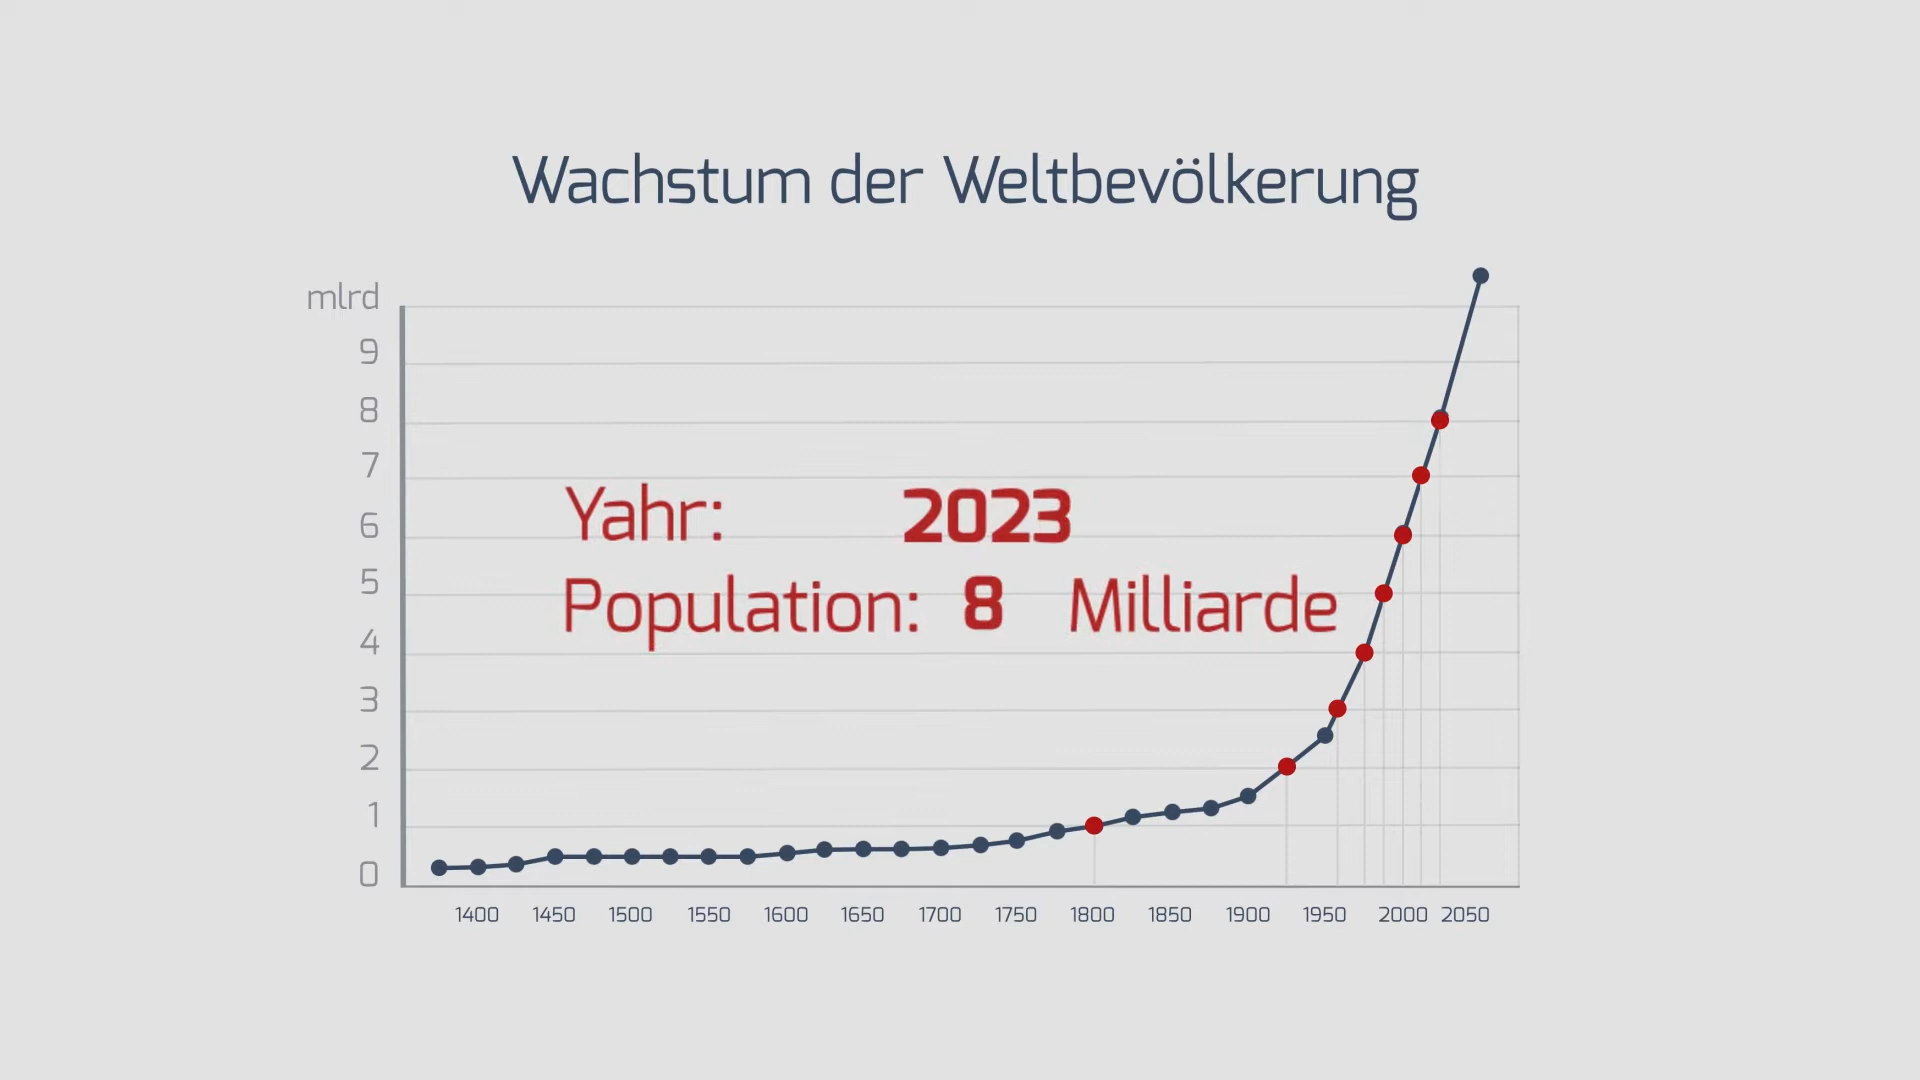 Wachstum der Weltbevölkerung
mlrd
9
8
7
6
5
4
3
2
1
0
Yahr: 2023
Population: 8 Milliarde
1400 1450 1500 1550 1600 1650 1700 1750 1800 1850 1900 1950 2000 2050